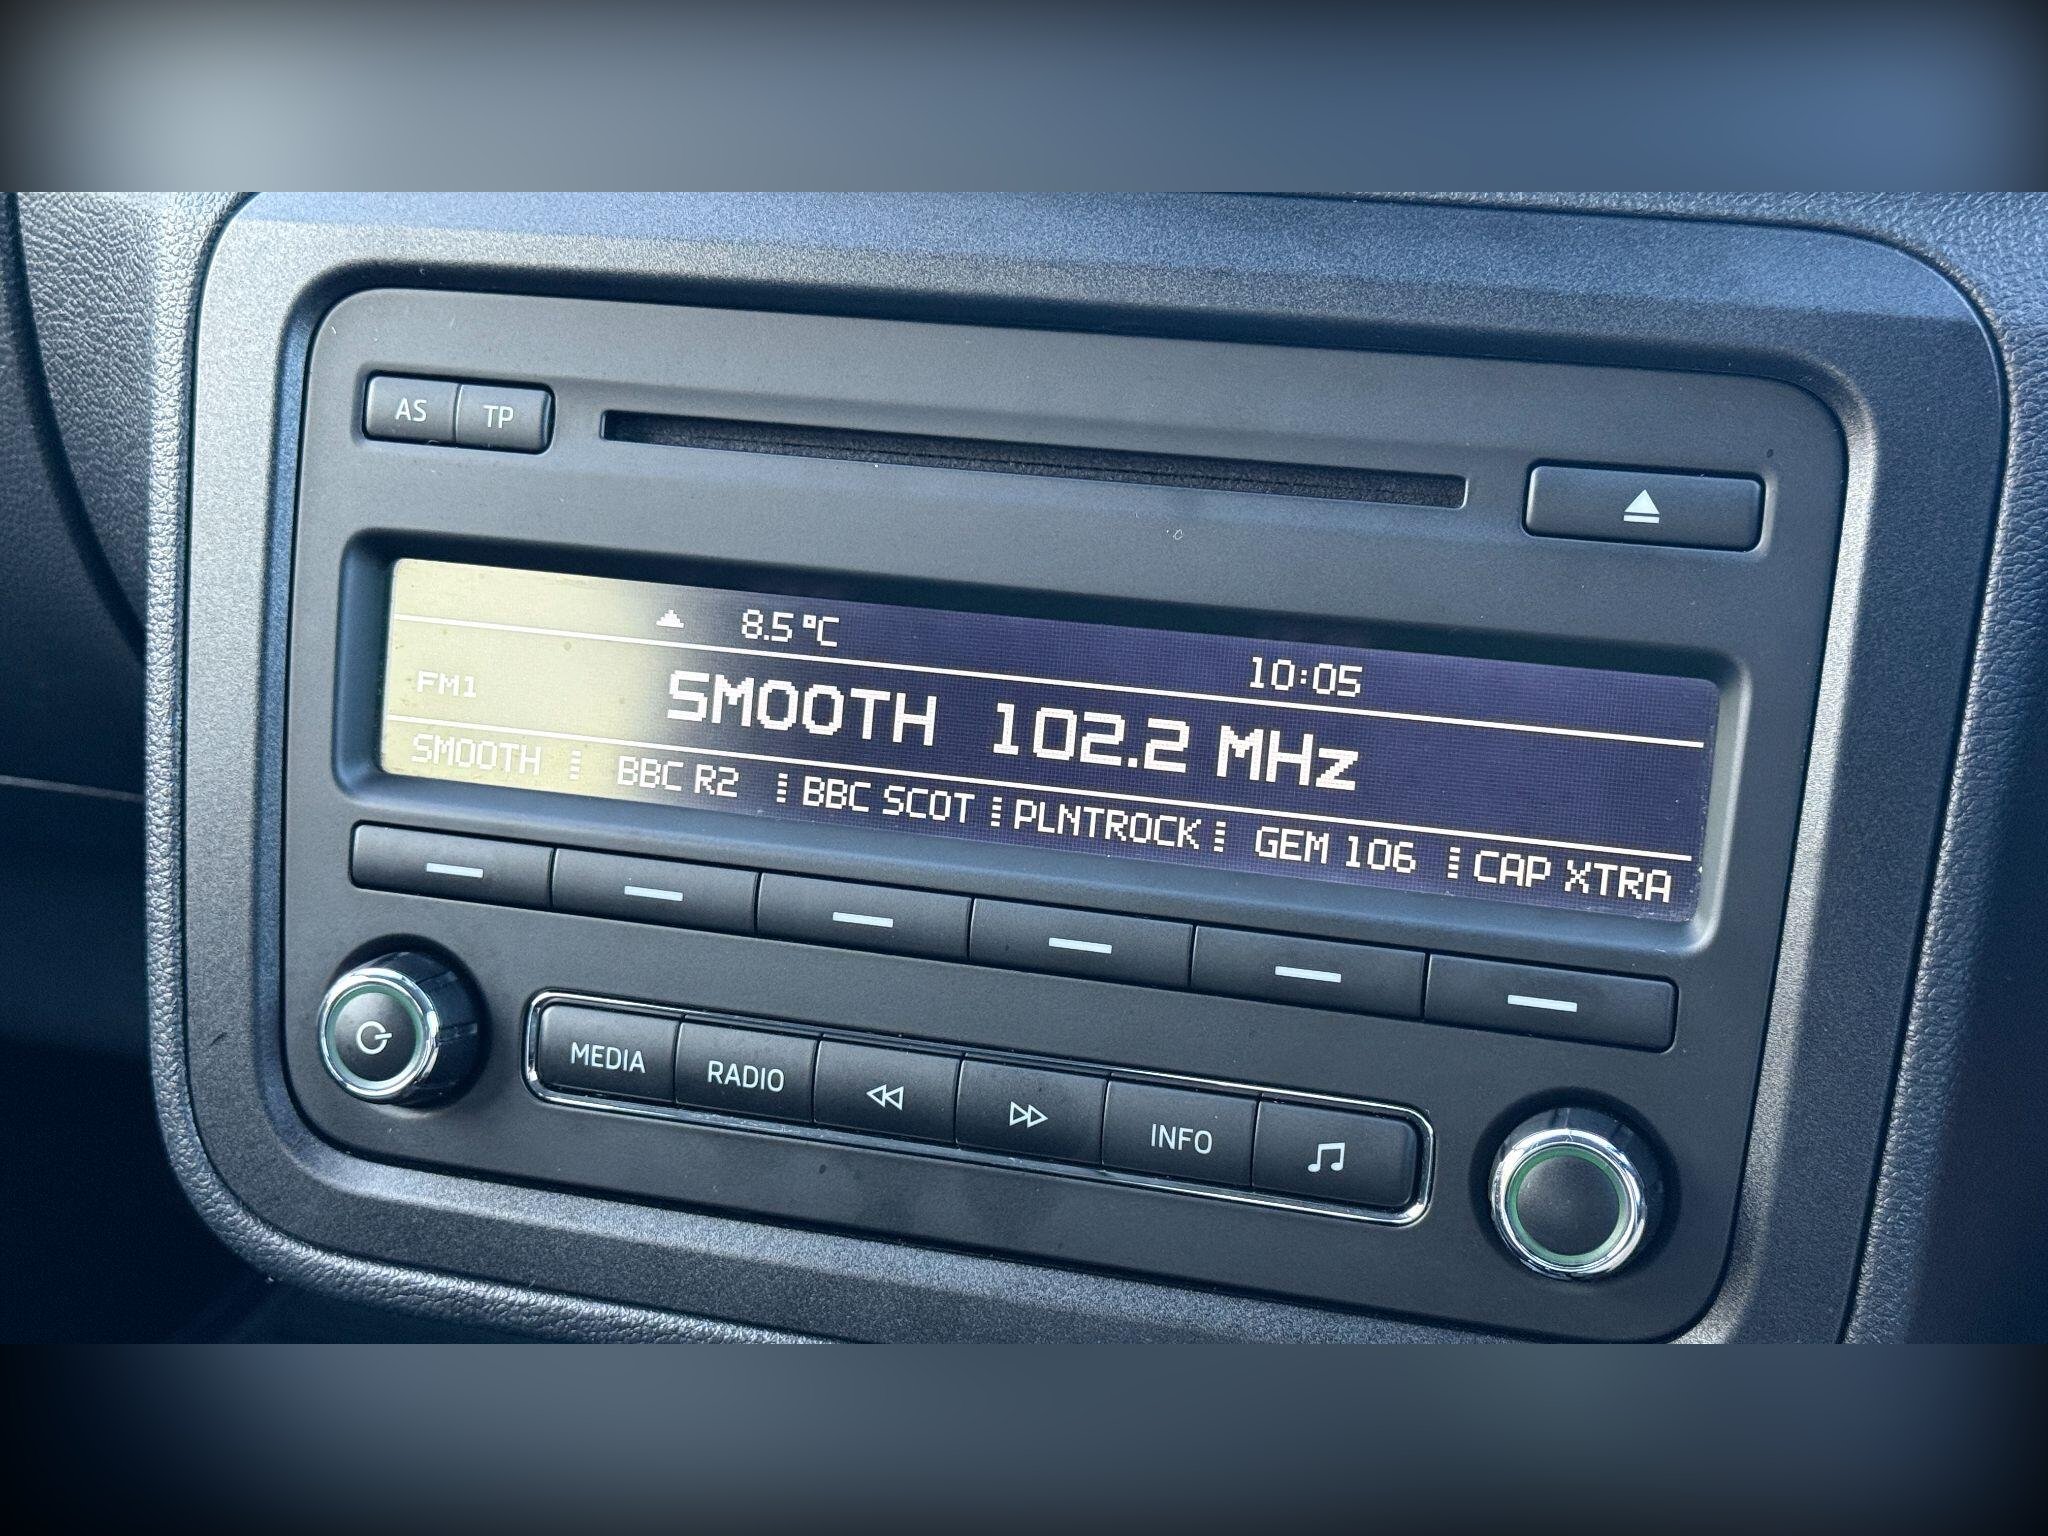 AS TP
8.5°C 10:05
FM1 SMOOTH 102.2 MHz
SMOOTH BBC R2 BBC SCOT PLNTROCK GEM 106 CAP XTRA
MEDIA RADIO INFO